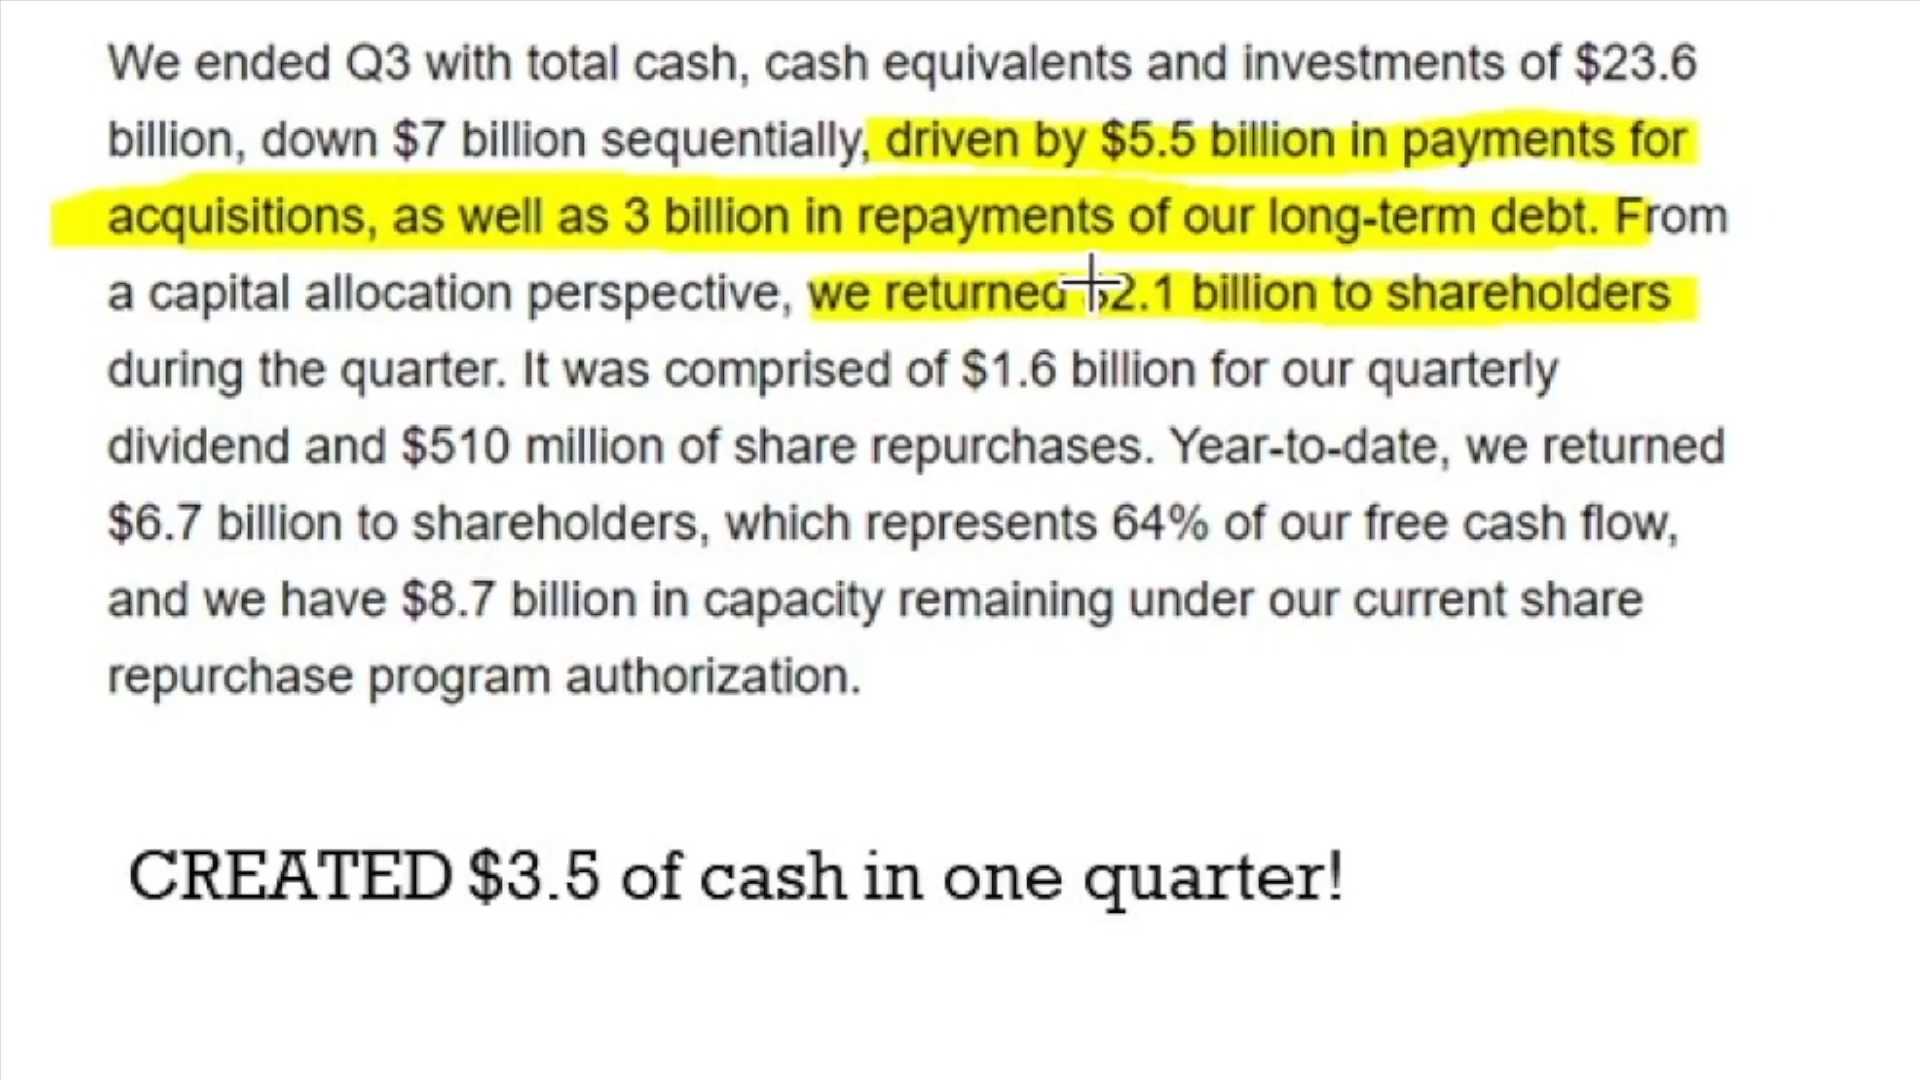 We ended Q3 with total cash, cash equivalents and investments of $23.6
billion, down $7 billion sequentially, driven by $5.5 billion in payments for
acquisitions, as well as 3 billion in repayments of our long-term debt. From
a capital allocation perspective, we returned $2.1 billion to shareholders
during the quarter. It was comprised of $1.6 billion for our quarterly
dividend and $510 million of share repurchases. Year-to-date, we returned
$6.7 billion to shareholders, which represents 64% of our free cash flow,
and we have $8.7 billion in capacity remaining under our current share
repurchase program authorization.
CREATED $3.5 of cash in one quarter!